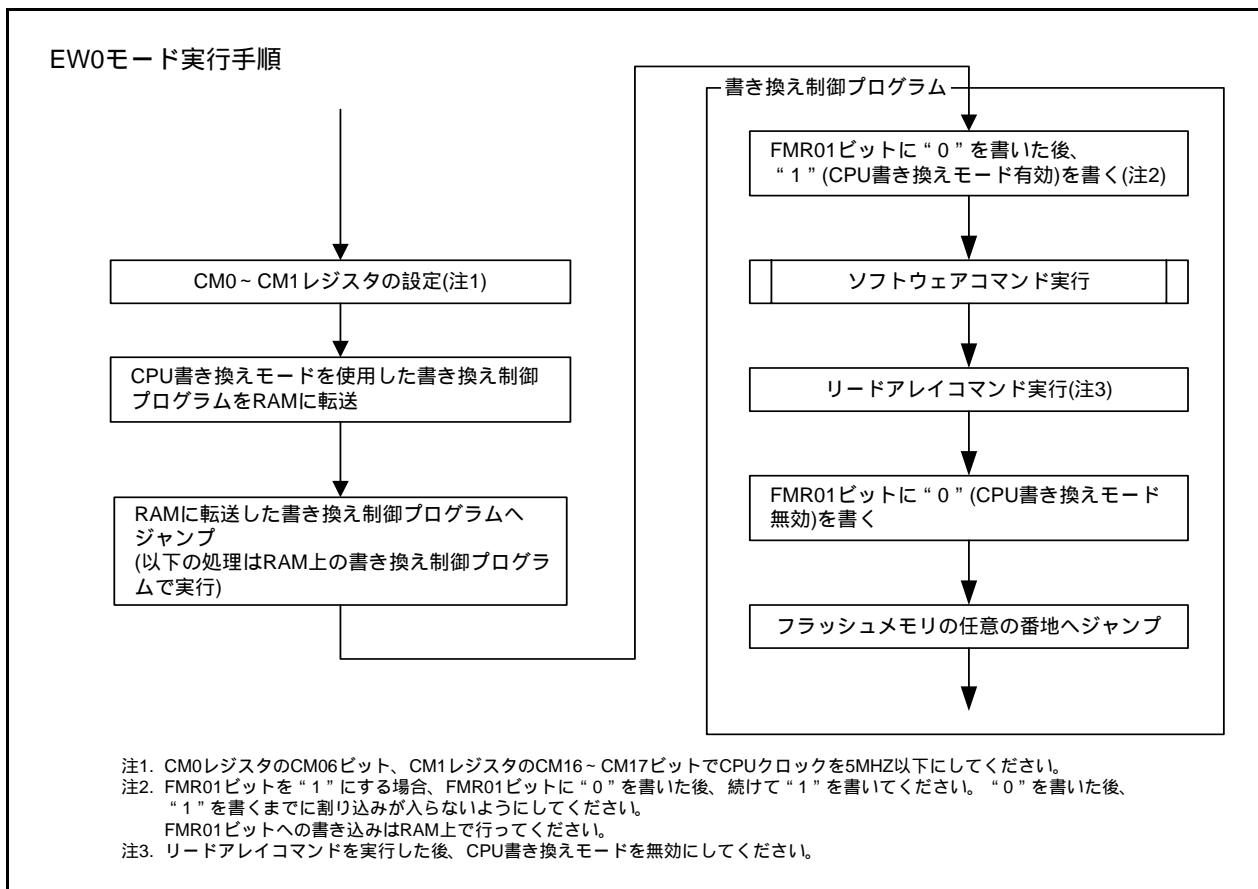 EW0モード実行手順
CM0～CM1レジスタの設定(注1)
CPU書き換えモードを使用した書き換え制御
プログラムをRAMに転送
RAMに転送した書き換え制御プログラムへ
ジャンプ
(以下の処理はRAM上の書き換え制御プログラ
ムで実行)
書き換え制御プログラム
FMR01ビットに“0”を書いた後、
“1”(CPU書き換えモード有効)を書く(注2)
ソフトウェアコマンド実行
リードアレイコマンド実行(注3)
FMR01ビットに“0”(CPU書き換えモード
無効)を書く
フラッシュメモリの任意の番地へジャンプ
注1. CM0レジスタのCM06ビット、CM1レジスタのCM16～CM17ビットでCPUクロックを5MHZ以下にしてください。
注2. FMR01ビットを“1”にする場合、FMR01ビットに“0”を書いた後、続けて“1”を書いてください。“0”を書いた後、
“1”を書くまでに割り込みが入らないようにしてください。
FMR01ビットへの書き込みはRAM上で行ってください。
注3. リードアレイコマンドを実行した後、CPU書き換えモードを無効にしてください。